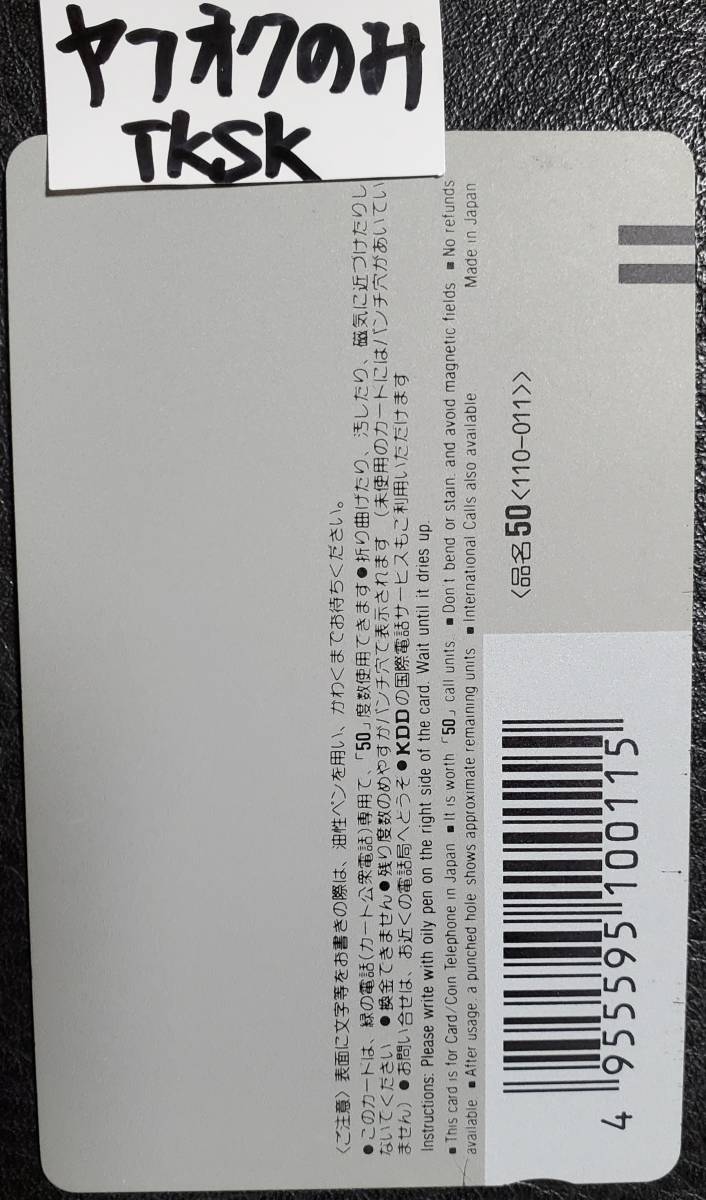 ヤフオクのみ
TKSK
〈ご注意〉表面に文字等をお書きの際は、油性ペンを用い、かわくまでお待ちください。
●このカードは、緑の電話(カード公衆電話)専用で、「50」度数使用できます●折り曲げたり、汚したり、磁気に近づけたりし
ないでください ●換金できません●残り度数のめやすがパンチ穴で表示されます (未使用のカードにはパンチ穴があいてい
ません)●お問い合せは、お近くの電話局へどうぞ●KDDの国際電話サービスもご利用いただけます
Instructions: Please write with oily pen on the right side of the card. Wait until it dries up.
■This card is for Card/Coin Telephone in Japan ■It is worth「50」call units ■Don't bend or stain. and avoid magnetic fields ■No refunds
available ■After usage, a punched hole shows approximate remaining units ■International Calls also available Made in Japan
〈品名50<110-011>〉
4955595100115